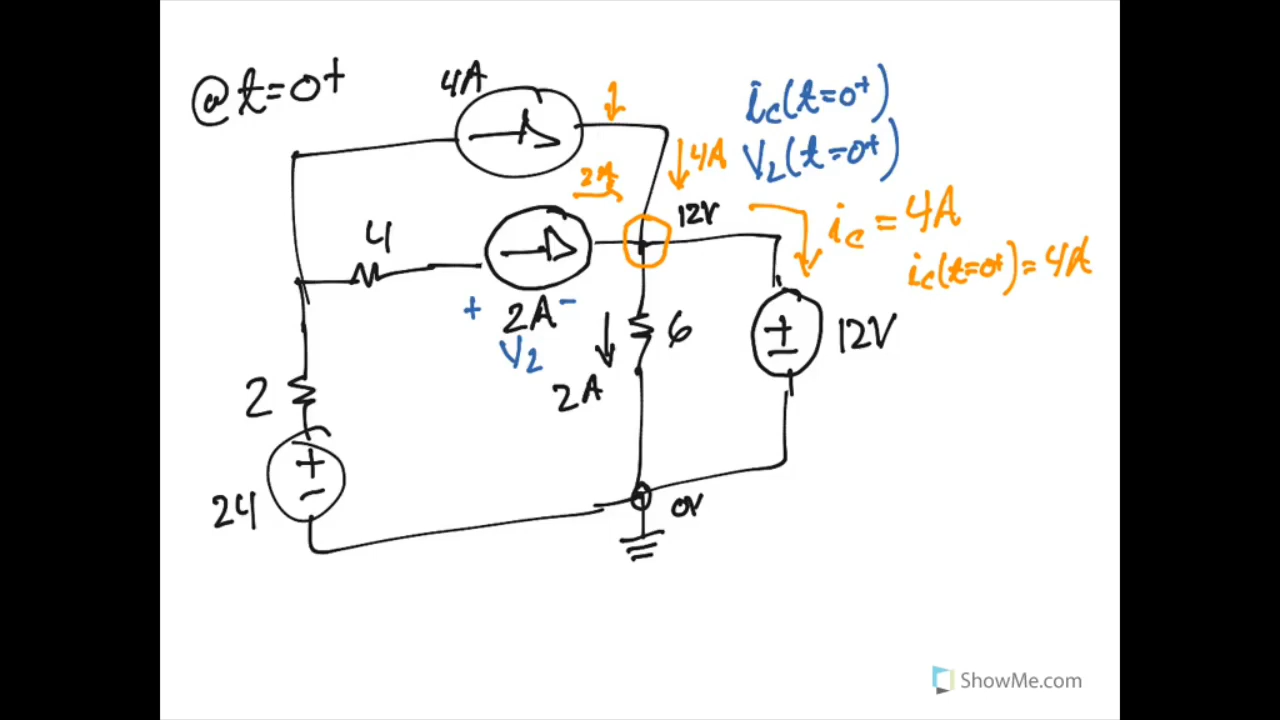 @t=0+
4A
ic(t=0+)
V2(t=0+)
2A
4A
12V
ic = 4A
ic(t=0+)=4A
4
+ 2A -
V2
6
+
-
12V
2A
2
+
-
24
0V
ShowMe.com